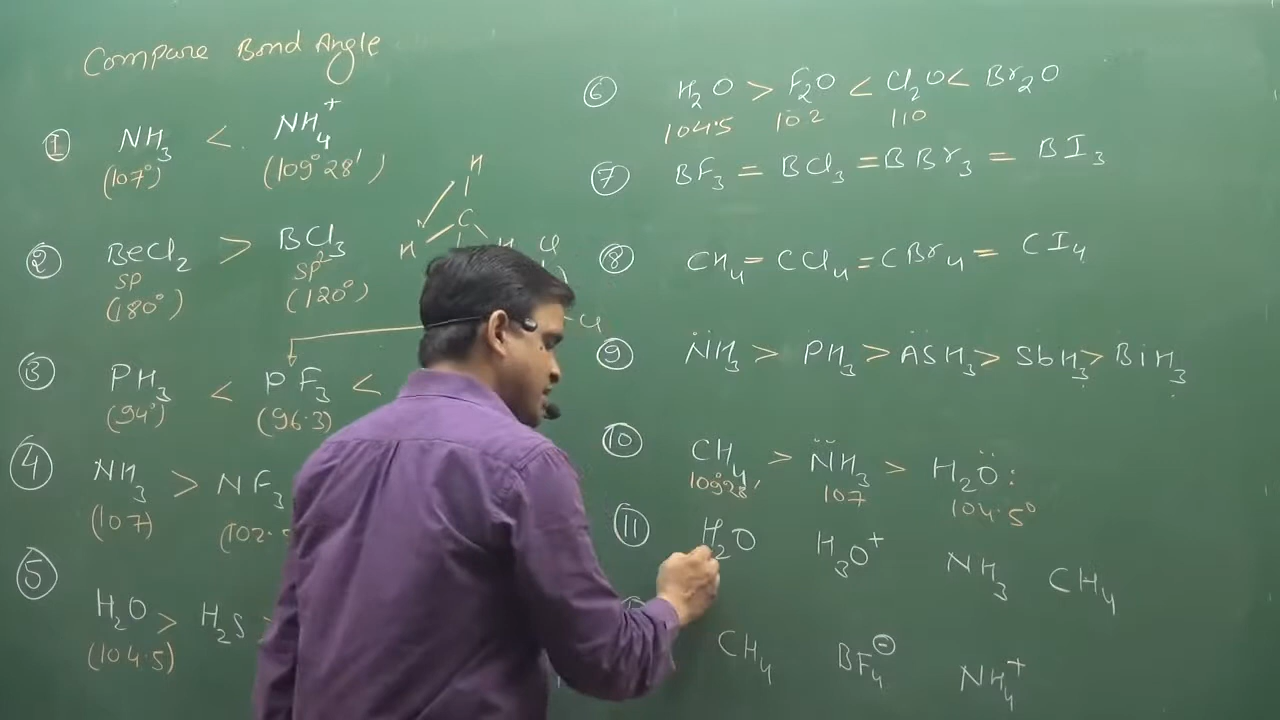 Compare Bond Angle
① NH₃ < NH₄⁺
(107°) (109°28')
② BeCl₂ > BCl₃
sp sp²
(180°) (120°)
H
C
H H Cl
Cl
③ PH₃ < PF₃ <
(94°) (96.3)
④ NH₃ > NF₃
(107) (102.
⑤ H₂O > H₂S >
(104.5)
⑥ H₂O > F₂O < Cl₂O < Br₂O
104.5 102 110
⑦ BF₃ = BCl₃ = BBr₃ = BI₃
⑧ CH₄ = CCl₄ = CBr₄ = CI₄
⑨ NH₃ > PH₃ > ASH₃ > SbH₃ > BiH₃
⑩ CH₄ > NH₃ > H₂O:
109°28' 107 104.5°
⑪ H₂O H₃O⁺ NH₃ CH₄
CH₄ BF₄⊖ NH₄⁺